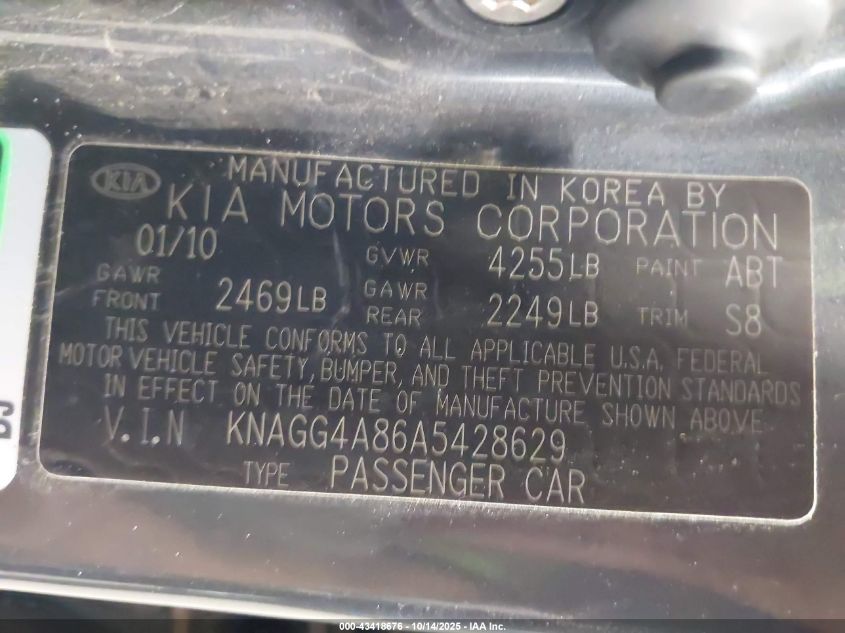 KIA
MANUFACTURED IN KOREA BY
KIA MOTORS CORPORATION
01/10 GVWR 4255LB PAINT ABT
GAWR FRONT 2469LB GAWR REAR 2249LB TRIM S8
THIS VEHICLE CONFORMS TO ALL APPLICABLE U.S.A. FEDERAL
MOTOR VEHICLE SAFETY, BUMPER, AND THEFT PREVENTION STANDARDS
IN EFFECT ON THE DATE OF MANUFACTURE SHOWN ABOVE.
V.I.N KNAGG4A86A5428629
TYPE PASSENGER CAR
000-43418676 - 10/14/2025 - IAA Inc.